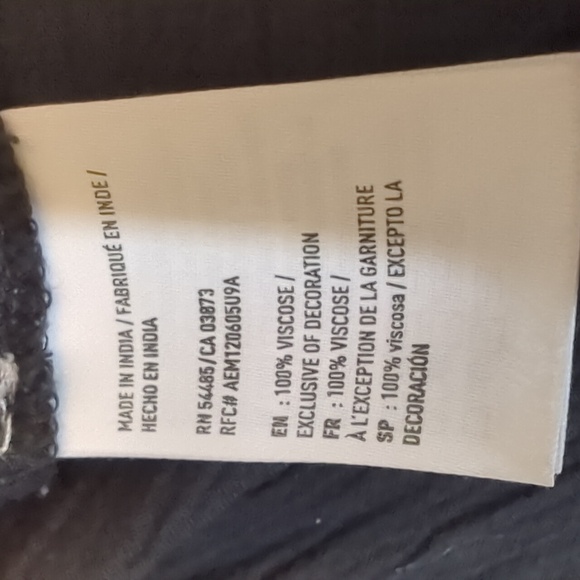 MADE IN INDIA / FABRIQUÉ EN INDE /
HECHO EN INDIA
RN 54485 / CA 03873
RFC# AEM120605U9A
EN : 100% VISCOSE /
EXCLUSIVE OF DECORATION
FR : 100% VISCOSE /
À L'EXCEPTION DE LA GARNITURE
SP : 100% viscosa / EXCEPTO LA
DECORACIÓN